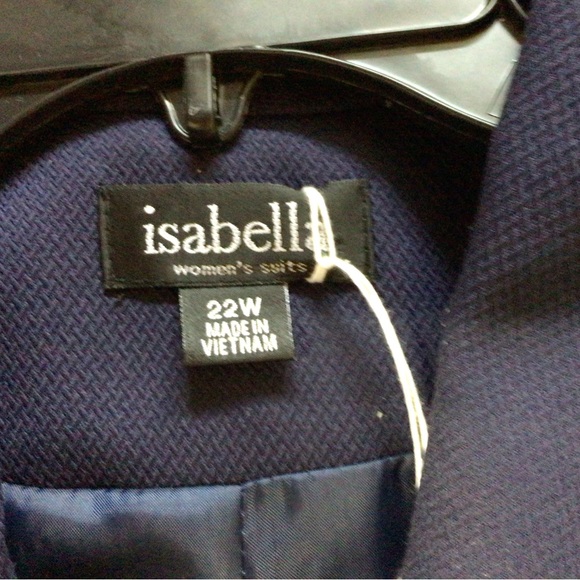 isabella
women's suits
22W
MADE IN
VIETNAM